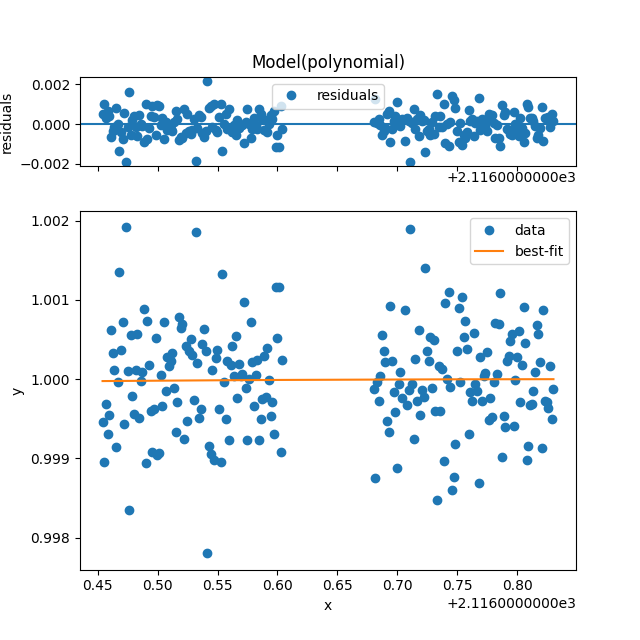 Model(polynomial)
residuals
0.002
0.000
−0.002
residuals
+2.1160000000e3
1.002
1.001
1.000
0.999
0.998
y
data
best-fit
0.45 0.50 0.55 0.60 0.65 0.70 0.75 0.80
x
+2.1160000000e3